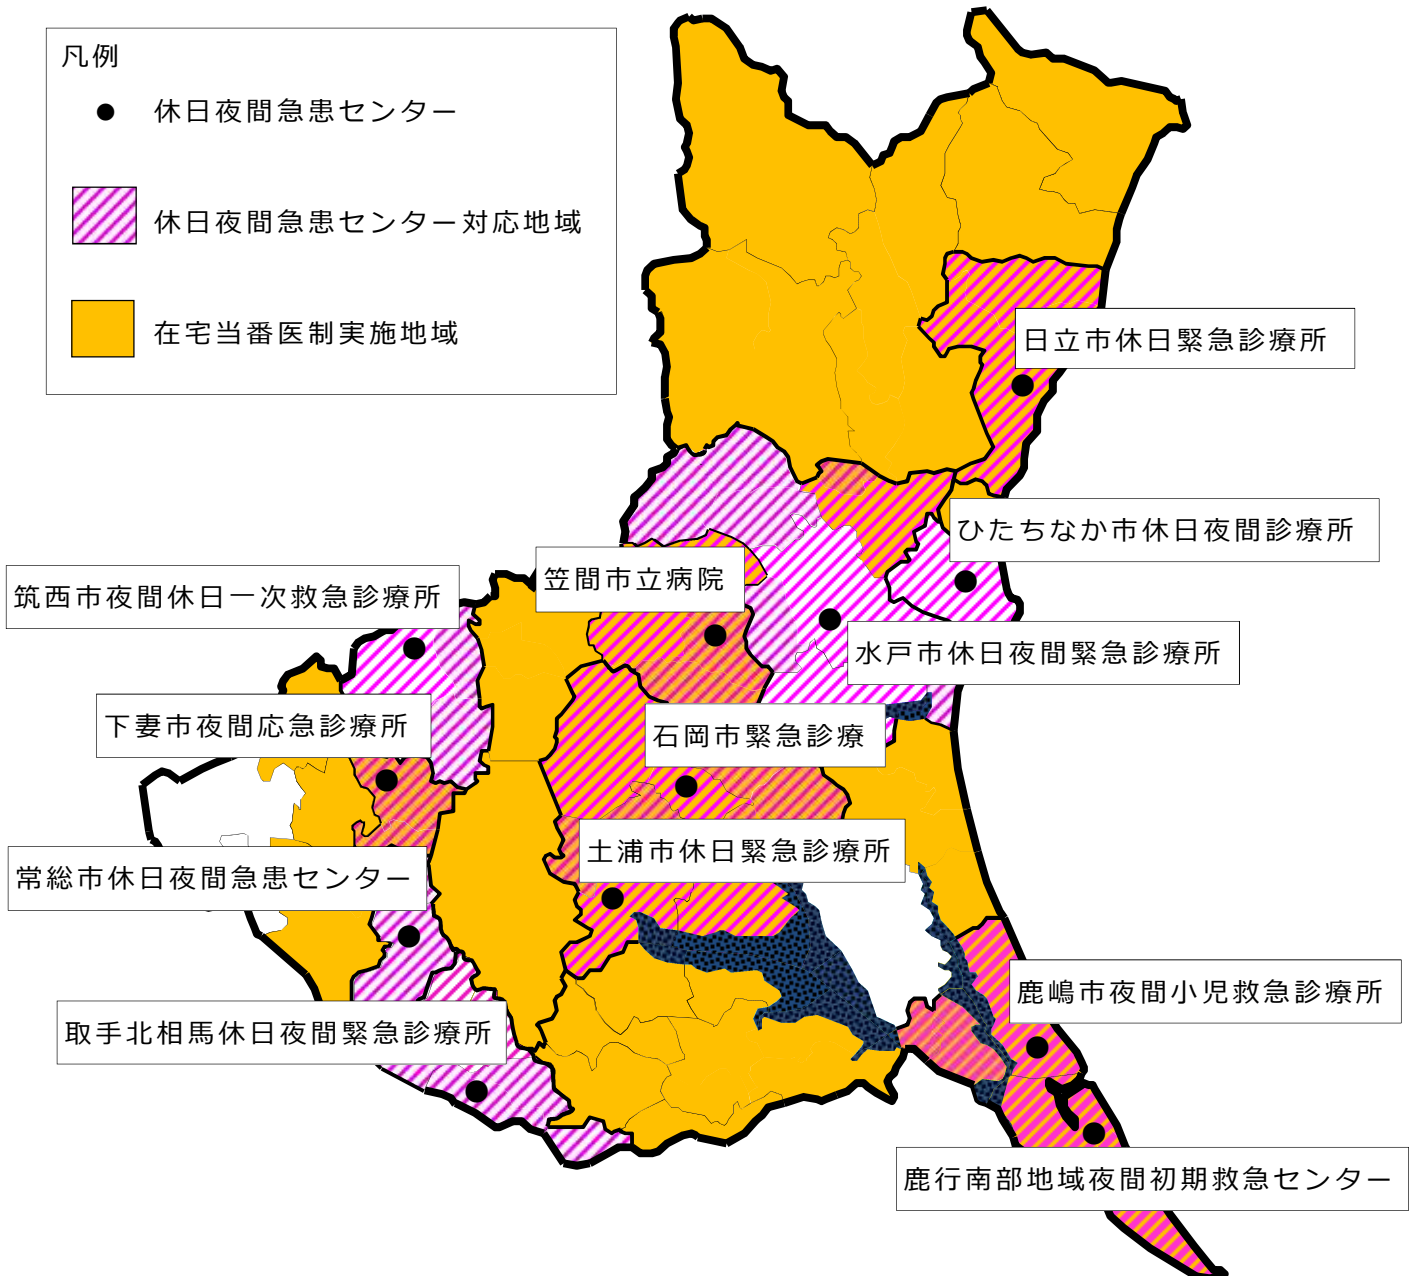 凡例
休日夜間急患センター
休日夜間急患センター対応地域
在宅当番医制実施地域
日立市休日緊急診療所
ひたちなか市休日夜間診療所
笠間市立病院
筑西市夜間休日一次救急診療所
水戸市休日夜間緊急診療所
下妻市夜間応急診療所
石岡市緊急診療
土浦市休日緊急診療所
常総市休日夜間急患センター
鹿嶋市夜間小児救急診療所
取手北相馬休日夜間緊急診療所
鹿行南部地域夜間初期救急センター